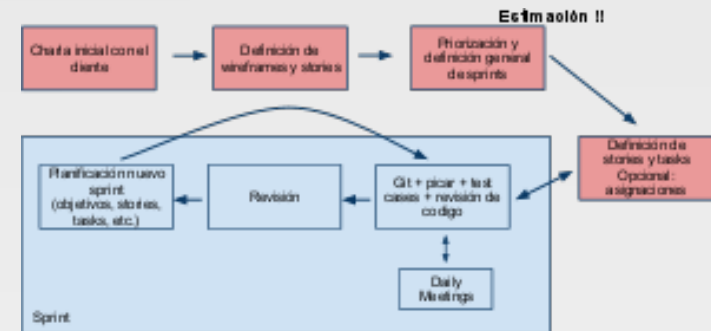 Estimación !!
Charla inicial con el
cliente
Definición de
wireframes y stories
Priorización y
definición general
de sprints
Definición de
stories y tasks
Opcional:
asignaciones
Planificación nuevo
sprint
(objetivos, stories,
tasks, etc.)
Revisión
Git + picar + test
cases + revisión de
codigo
Daily
Meetings
Sprint